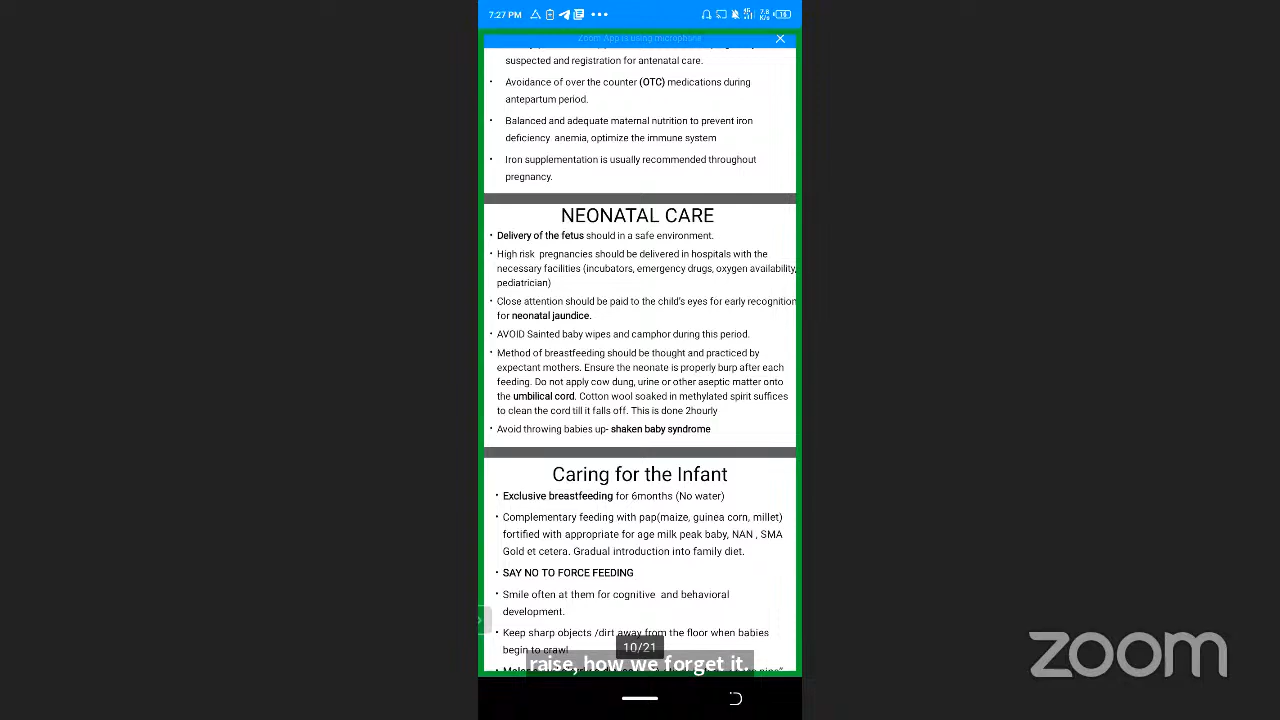 7:27 PM
4G
7.8
K/s
16
Zoom App is using microphone
suspected and registration for antenatal care.
• Avoidance of over the counter (OTC) medications during
antepartum period.
• Balanced and adequate maternal nutrition to prevent iron
deficiency anemia, optimize the immune system
• Iron supplementation is usually recommended throughout
pregnancy.
NEONATAL CARE
• Delivery of the fetus should in a safe environment.
• High risk pregnancies should be delivered in hospitals with the
necessary facilities (incubators, emergency drugs, oxygen availability,
pediatrician)
• Close attention should be paid to the child's eyes for early recognition
for neonatal jaundice.
• AVOID Sainted baby wipes and camphor during this period.
• Method of breastfeeding should be thought and practiced by
expectant mothers. Ensure the neonate is properly burp after each
feeding. Do not apply cow dung, urine or other aseptic matter onto
the umbilical cord. Cotton wool soaked in methylated spirit suffices
to clean the cord till it falls off. This is done 2hourly
• Avoid throwing babies up- shaken baby syndrome
Caring for the Infant
• Exclusive breastfeeding for 6months (No water)
• Complementary feeding with pap(maize, guinea corn, millet)
fortified with appropriate for age milk peak baby, NAN , SMA
Gold et cetera. Gradual introduction into family diet.
• SAY NO TO FORCE FEEDING
• Smile often at them for cognitive and behavioral
development.
• Keep sharp objects /dirt away from the floor when babies
begin to crawl
10/21
raise, how we forget it.
zoom